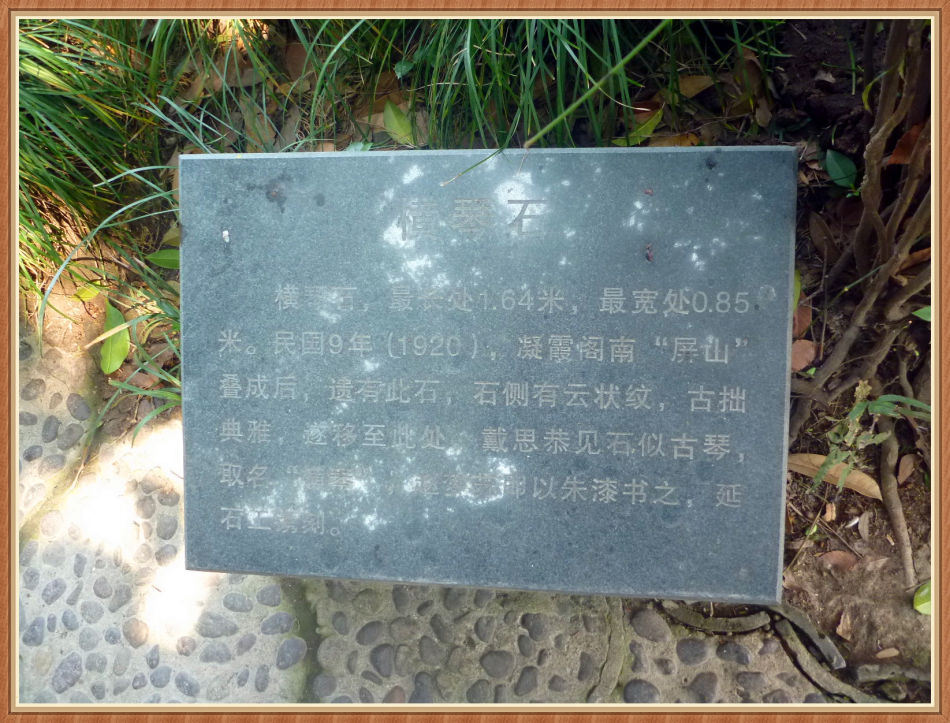 横琴石
横琴石，最长处1.64米，最宽处0.85
米。民国9年(1920)，凝霞阁南“屏山”
叠成后，遗有此石，石侧有云状纹，古拙
典雅，遂移至此处。戴思恭见石似古琴，
取名“横琴”，以朱漆书之，延
石工镌刻。